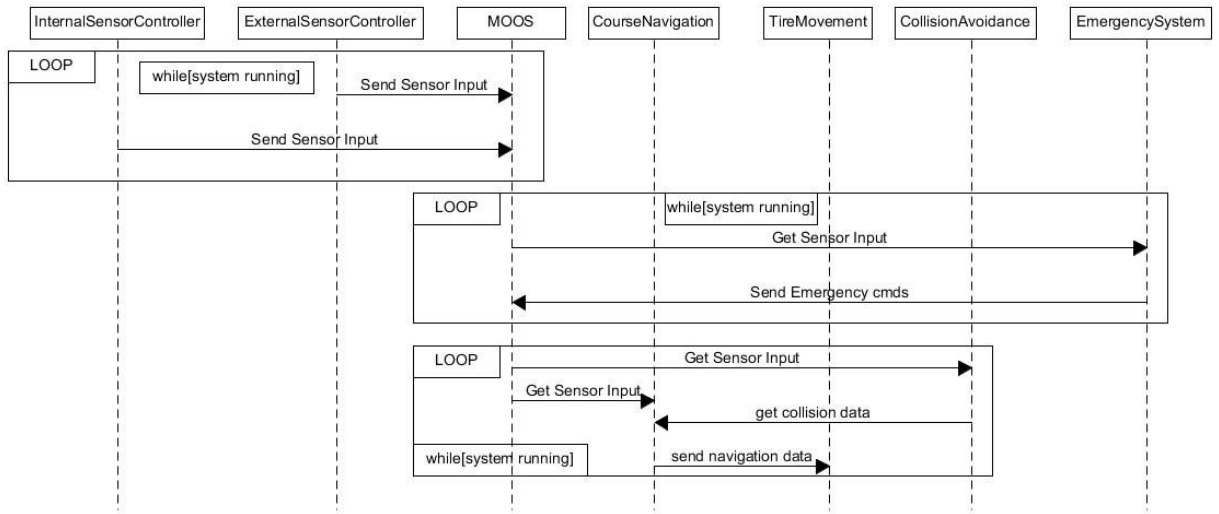 InternalSensorController
ExternalSensorController
MOOS
CourseNavigation
TireMovement
CollisionAvoidance
EmergencySystem
LOOP
while[system running]
Send Sensor Input
Send Sensor Input
LOOP
while[system running]
Get Sensor Input
Send Emergency cmds
LOOP
Get Sensor Input
Get Sensor Input
get collision data
while[system running]
send navigation data